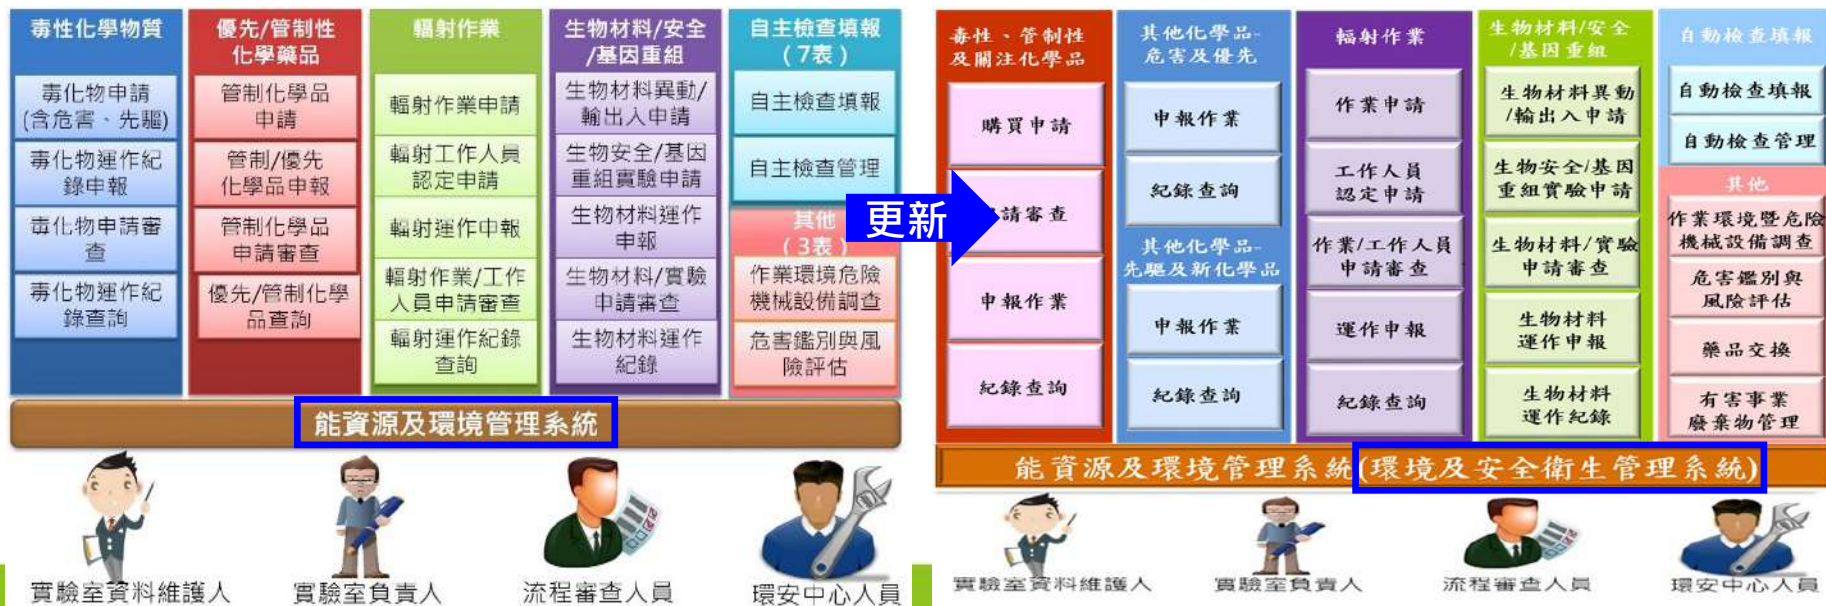 毒性化學物質
毒化物申請
(含危害、先驅)
毒化物運作紀
錄申報
毒化物申請審
查
毒化物運作紀
錄查詢
優先/管制性
化學藥品
管制化學品
申請
管制/優先
化學品申報
管制化學品
申請審查
優先/管制化學
品查詢
輻射作業
輻射作業申請
輻射工作人員
認定申請
輻射運作申報
輻射作業/工作
人員申請審查
輻射運作紀錄
查詢
生物材料/安全
/基因重組
生物材料異動/
輸出入申請
生物安全/基因
重組實驗申請
生物材料運作
申報
生物材料/實驗
申請審查
生物材料運作
紀錄
自主檢查填報
(7表)
自主檢查填報
自主檢查管理
其他
(3表)
作業環境危險
機械設備調查
危害鑑別與風
險評估
能資源及環境管理系統
實驗室資料維護人
實驗室負責人
流程審查人員
環安中心人員
更新
毒性、管制性
及關注化學品
購買申請
請審查
申報作業
紀錄查詢
其他化學品-
危害及優先
申報作業
紀錄查詢
其他化學品-
先驅及新化學品
申報作業
紀錄查詢
輻射作業
作業申請
工作人員
認定申請
作業/工作人員
申請審查
運作申報
紀錄查詢
生物材料/安全
/基因重組
生物材料異動
/輸出入申請
生物安全/基因
重組實驗申請
生物材料/實驗
申請審查
生物材料
運作申報
生物材料
運作紀錄
自動檢查填報
自動檢查填報
自動檢查管理
其他
作業環境暨危險
機械設備調查
危害鑑別與
風險評估
藥品交換
有害事業
廢棄物管理
能資源及環境管理系統(環境及安全衛生管理系統)
實驗室資料維護人
實驗室負責人
流程審查人員
環安中心人員